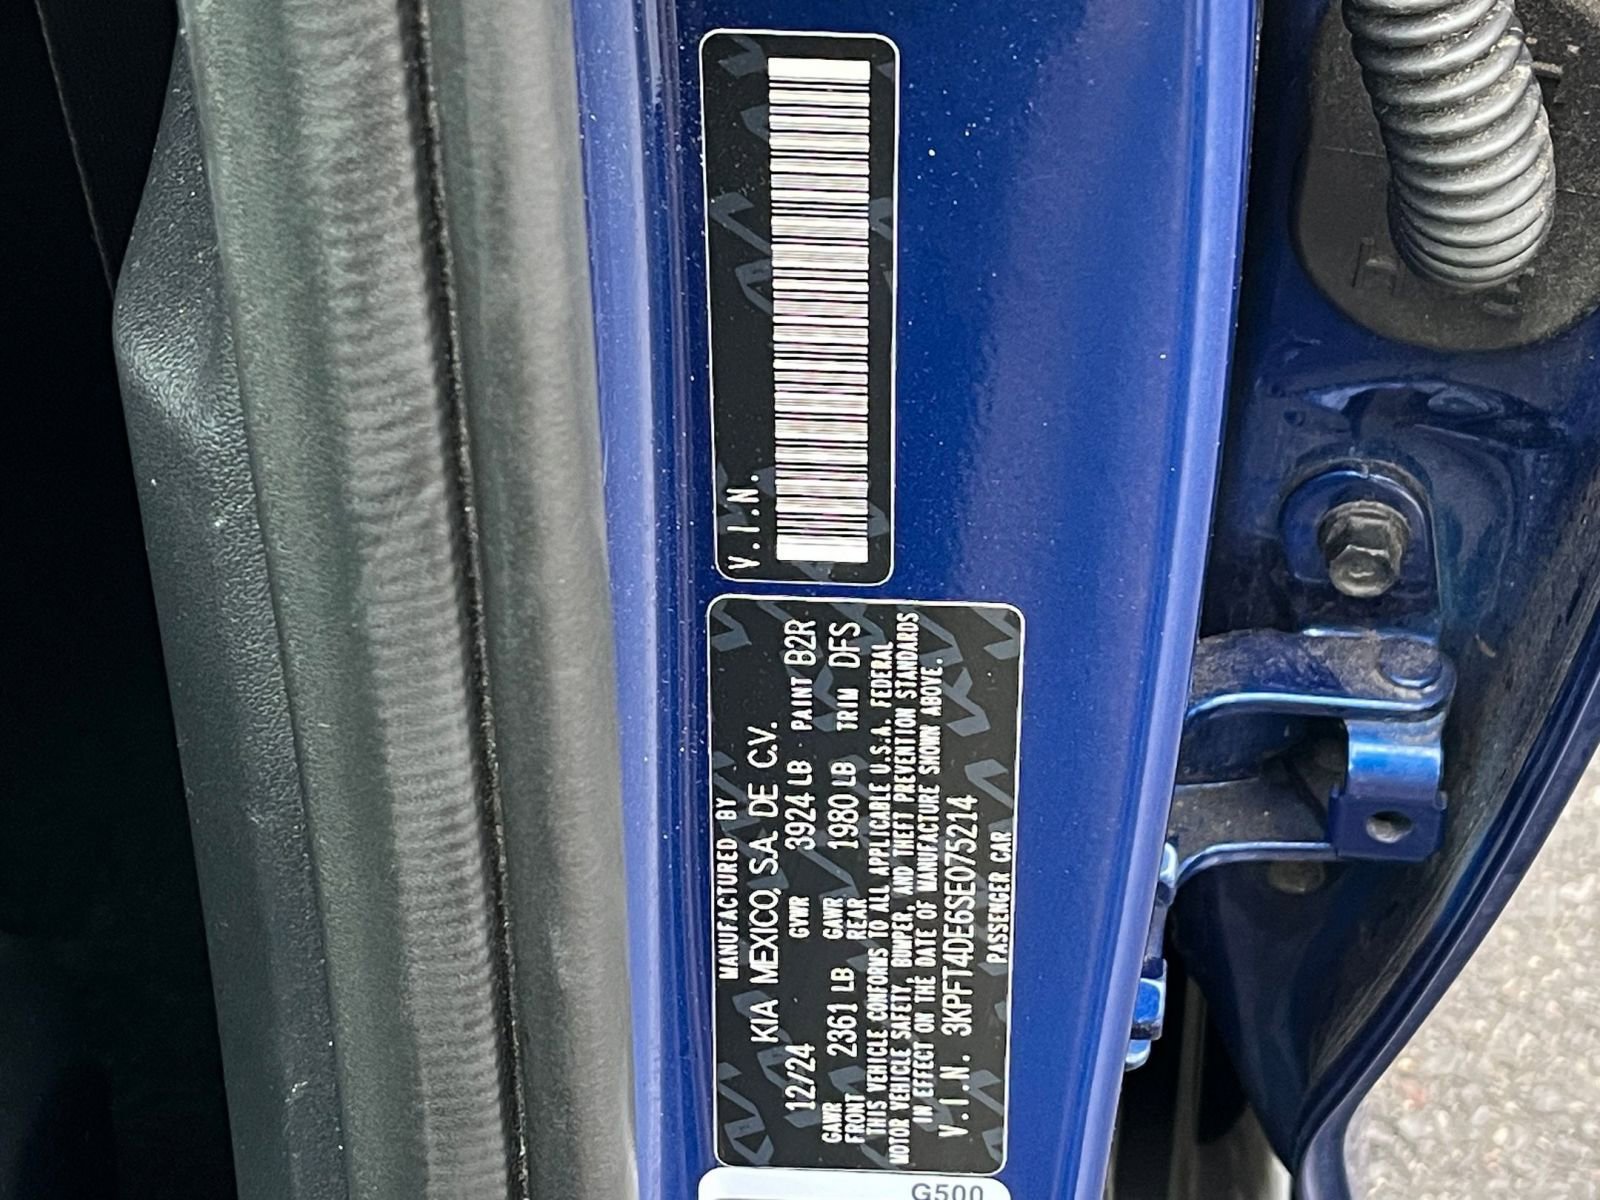 V.I.N.
MANUFACTURED BY
KIA MEXICO, S.A. DE C.V.
12/24 GVWR 3924 LB PAINT B2R
GAWR FRONT 2361 LB GAWR REAR 1980 LB TRIM DFS
THIS VEHICLE CONFORMS TO ALL APPLICABLE U.S.A. FEDERAL
MOTOR VEHICLE SAFETY, BUMPER, AND THEFT PREVENTION STANDARDS
IN EFFECT ON THE DATE OF MANUFACTURE SHOWN ABOVE.
V.I.N. 3KPFT4DE6SE075214
PASSENGER CAR
G500